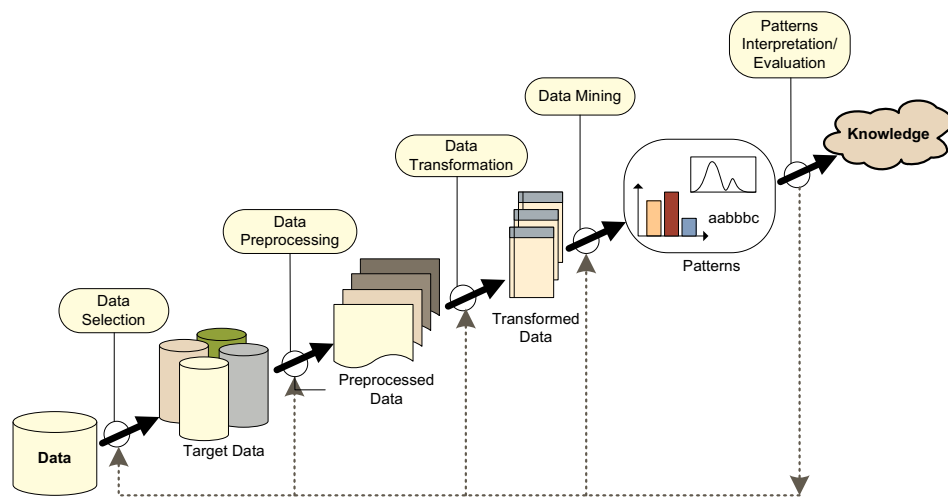 Patterns
Interpretation/
Evaluation
Data Mining
Knowledge
Data
Transformation
aabbbc
Data
Preprocessing
Patterns
Data
Selection
Transformed
Data
Preprocessed
Data
Target Data
Data